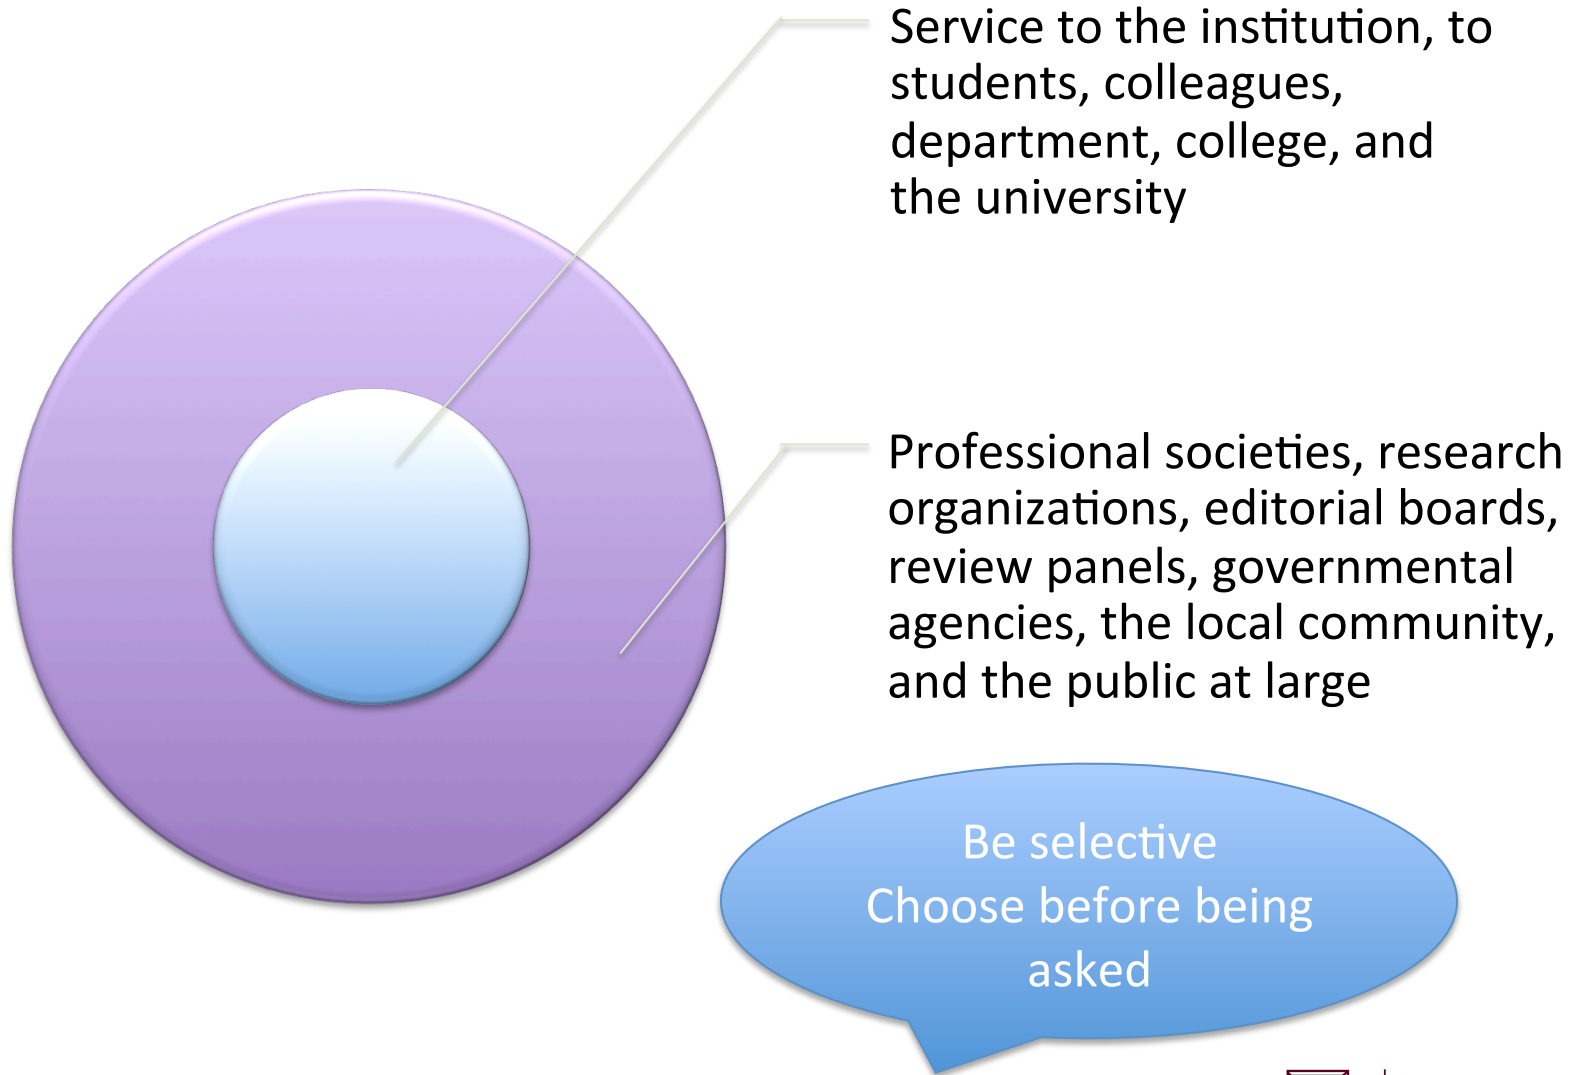 Service to the institution, to
students, colleagues,
department, college, and
the university
Professional societies, research
organizations, editorial boards,
review panels, governmental
agencies, the local community,
and the public at large
Be selective
Choose before being
asked